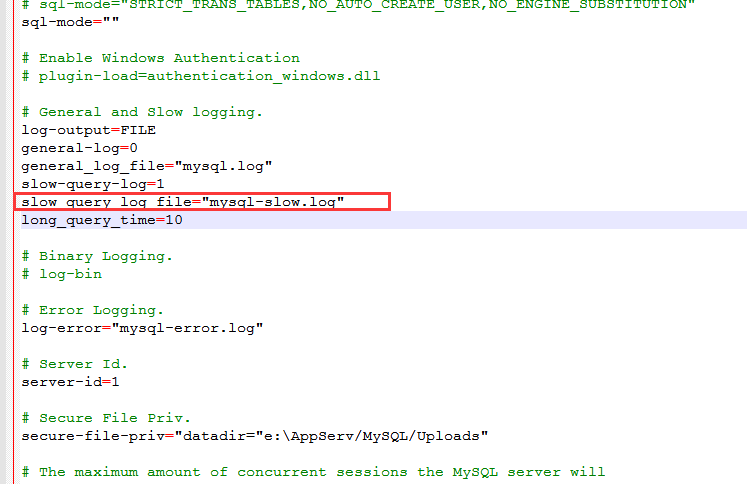 # sql-mode="STRICT_TRANS_TABLES,NO_AUTO_CREATE_USER,NO_ENGINE_SUBSTITUTION"
sql-mode=""
# Enable Windows Authentication
# plugin-load=authentication_windows.dll
# General and Slow logging.
log-output=FILE
general-log=0
general_log_file="mysql.log"
slow-query-log=1
slow_query_log_file="mysql-slow.log"
long_query_time=10
# Binary Logging.
# log-bin
# Error Logging.
log-error="mysql-error.log"
# Server Id.
server-id=1
# Secure File Priv.
secure-file-priv="datadir="e:\AppServ/MySQL/Uploads"
# The maximum amount of concurrent sessions the MySQL server will